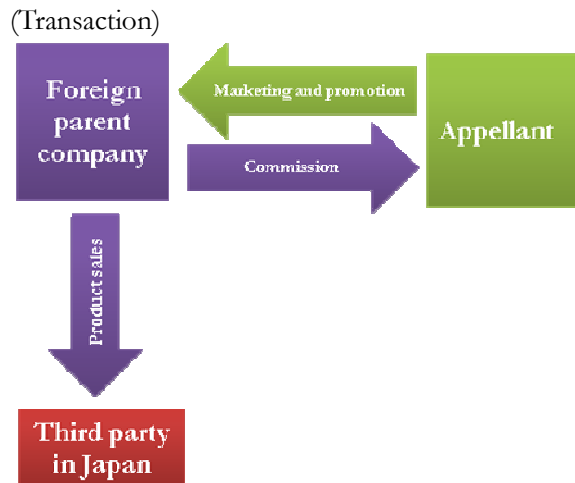 (Transaction)
Foreign
parent
company
Marketing and promotion
Commission
Appellant
Product sales
Third party
in Japan